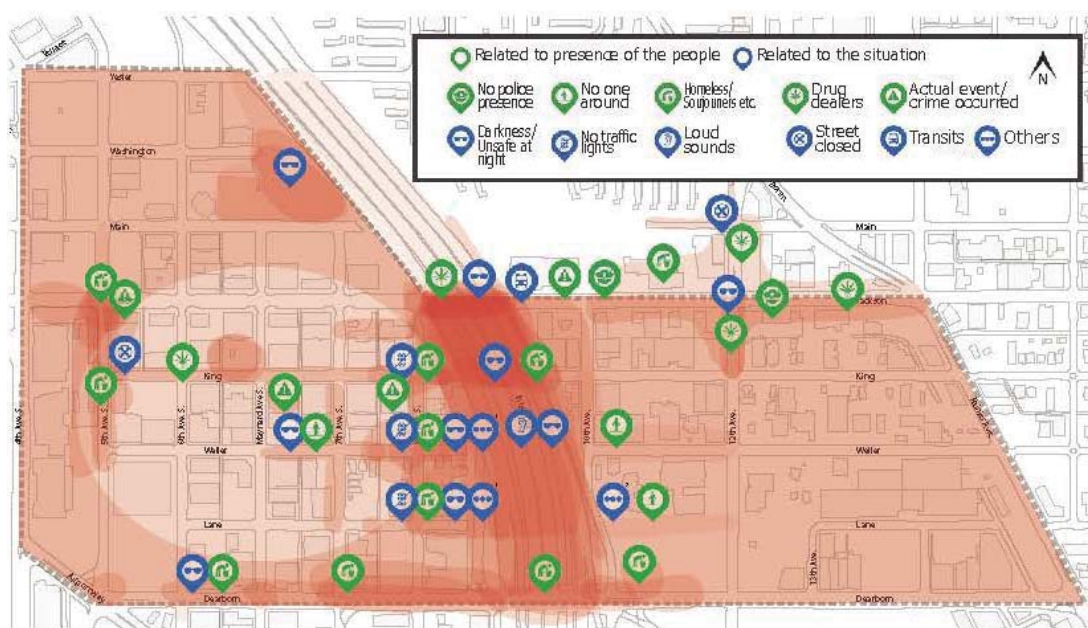 Related to presence of the people
Related to the situation
No police
presence
No one
around
Homeless/
Soujouners etc.
Drug
dealers
Actual event/
crime occurred
Darkness/
Unsafe at
night
No traffic
lights
Loud
sounds
Street
closed
Transits
Others
N
Yesler
Washington
Main
Main
King
King
Weller
Weller
Lane
Lane
Dearborn
Dearborn
4th Ave S.
5th Ave S.
6th Ave S.
Maynard Ave S.
7th Ave S.
10th Ave.
12th Ave.
13th Ave.